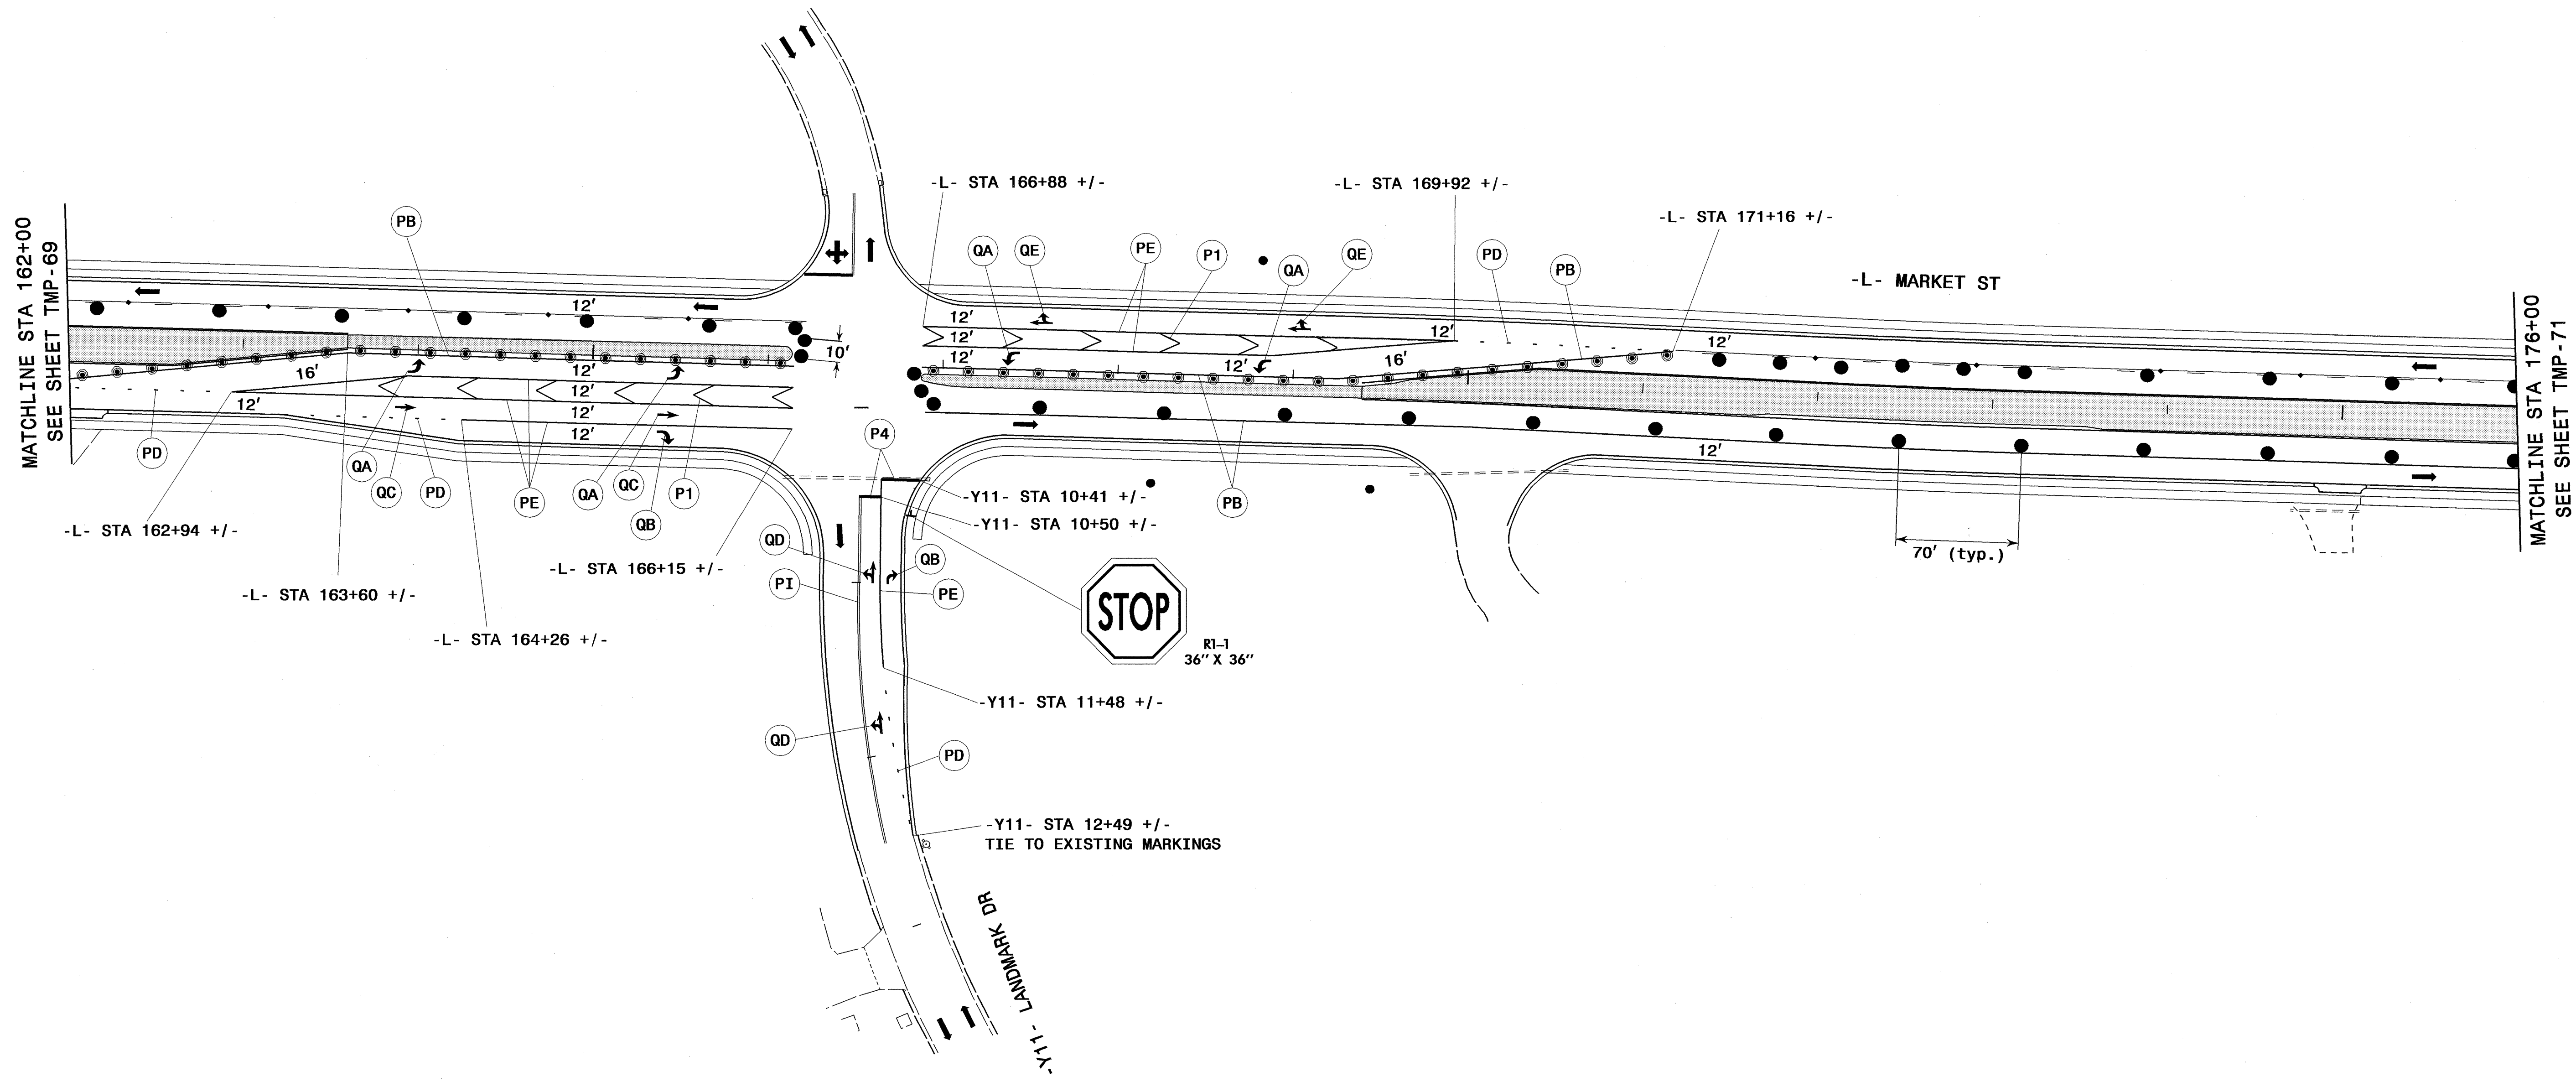 MATCHLINE STA 162+00
SEE SHEET TMP-69
PB
-L- STA 166+88 +/-
-L- STA 169+92 +/-
-L- STA 171+16 +/-
QA
QE
PE
P1
QA
QE
PD
PB
-L- MARKET ST
12'
12'
12'
12'
12'
12'
10'
16'
12'
12'
12'
12'
12'
16'
12'
MATCHLINE STA 176+00
SEE SHEET TMP-71
PD
QA
QC
PD
PE
QA
QC
P1
QB
P4
PB
-Y11- STA 10+41 +/-
-Y11- STA 10+50 +/-
-L- STA 162+94 +/-
-L- STA 163+60 +/-
-L- STA 164+26 +/-
-L- STA 166+15 +/-
QD
QB
PI
PE
70' (typ.)
STOP
R1-1
36" X 36"
-Y11- STA 11+48 +/-
QD
PD
-Y11- STA 12+49 +/-
TIE TO EXISTING MARKINGS
-Y11- LANDMARK DR